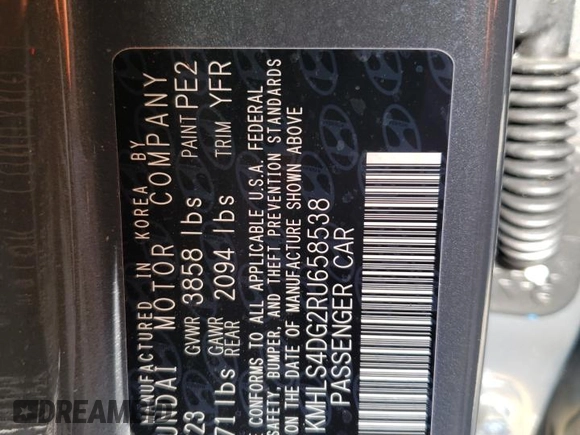 MANUFACTURED IN KOREA BY
UNDAI MOTOR COMPANY
23 GVWR 3858 lbs PAINT PE2
71 lbs GAWR REAR 2094 lbs TRIM YFR
E CONFORMS TO ALL APPLICABLE U.S.A. FEDERAL
SAFETY, BUMPER, AND THEFT PREVENTION STANDARDS
ON THE DATE OF MANUFACTURE SHOWN ABOVE
KMHLS4DG2RU658538
PASSENGER CAR